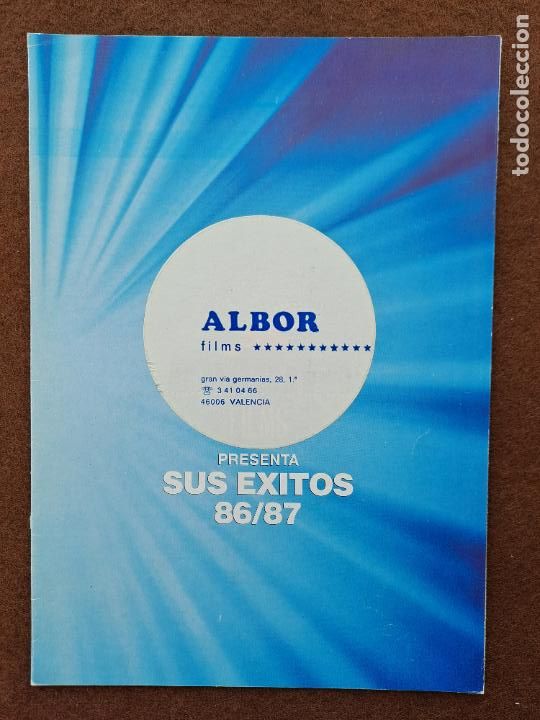 ALBOR
films ★★★★★★★★★★★
gran via germanias, 28, 1.ª
☏ 3 41 04 66
46006 VALENCIA
PRESENTA
SUS EXITOS
86/87
todocoleccion